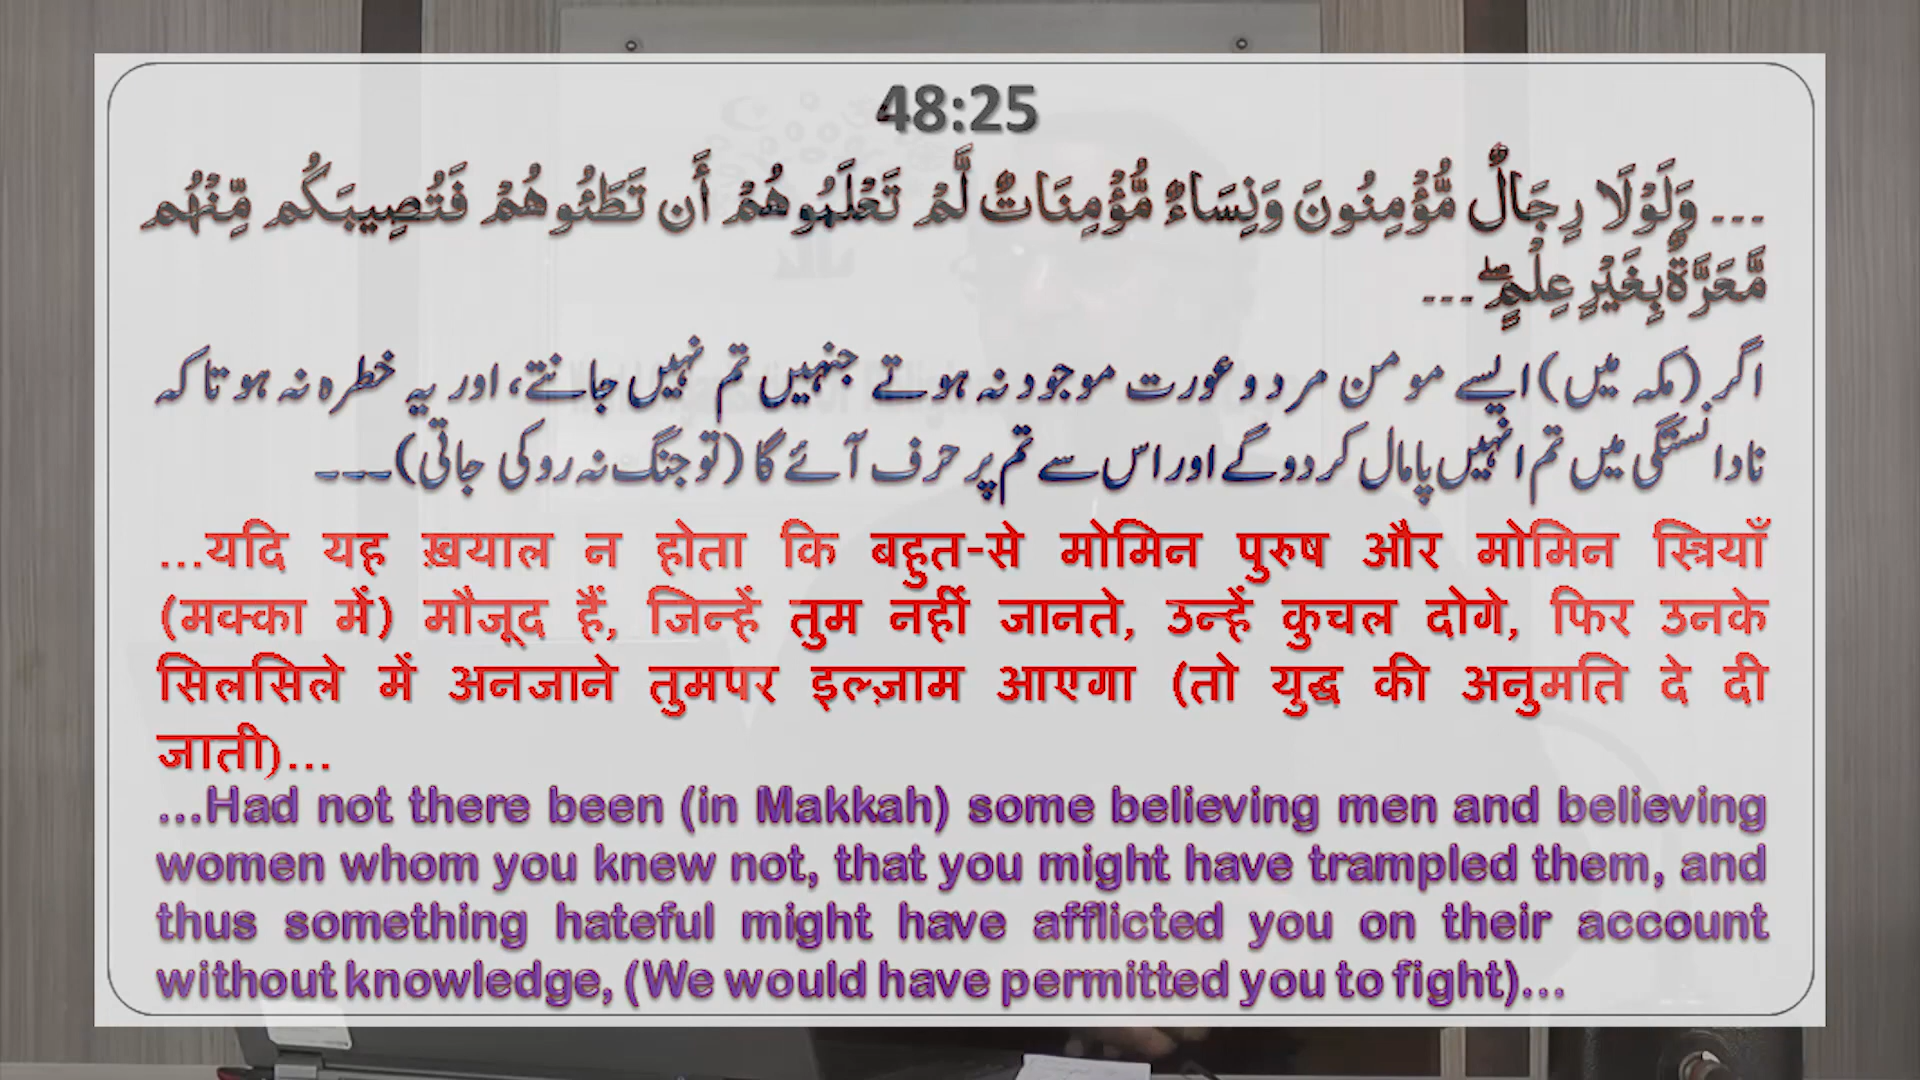 48:25
... وَلَوْلَا رِجَالٌ مُّؤْمِنُونَ وَنِسَاءٌ مُّؤْمِنَاتٌ لَّمْ تَعْلَمُوهُمْ أَن تَطَئُوهُمْ فَتُصِيبَكُم مِّنْهُم
مَّعَرَّةٌ بِغَيْرِ عِلْمٍ ۖ ...
اگر (مکہ میں) ایسے مومن مرد و عورت موجود نہ ہوتے جنہیں تم نہیں جانتے، اور یہ خطرہ نہ ہوتا کہ
نادانستگی میں تم انہیں پامال کر دو گے اور اس سے تم پر حرف آئے گا (تو جنگ نہ روکی جاتی)۔۔۔
...यदि यह ख़याल न होता कि बहुत-से मोमिन पुरुष और मोमिन स्त्रियाँ
(मक्का में) मौजूद हैं, जिन्हें तुम नहीं जानते, उन्हें कुचल दोगे, फिर उनके
सिलसिले में अनजाने तुमपर इल्ज़ाम आएगा (तो युद्ध की अनुमति दे दी
जाती)...
...Had not there been (in Makkah) some believing men and believing
women whom you knew not, that you might have trampled them, and
thus something hateful might have afflicted you on their account
without knowledge, (We would have permitted you to fight)...